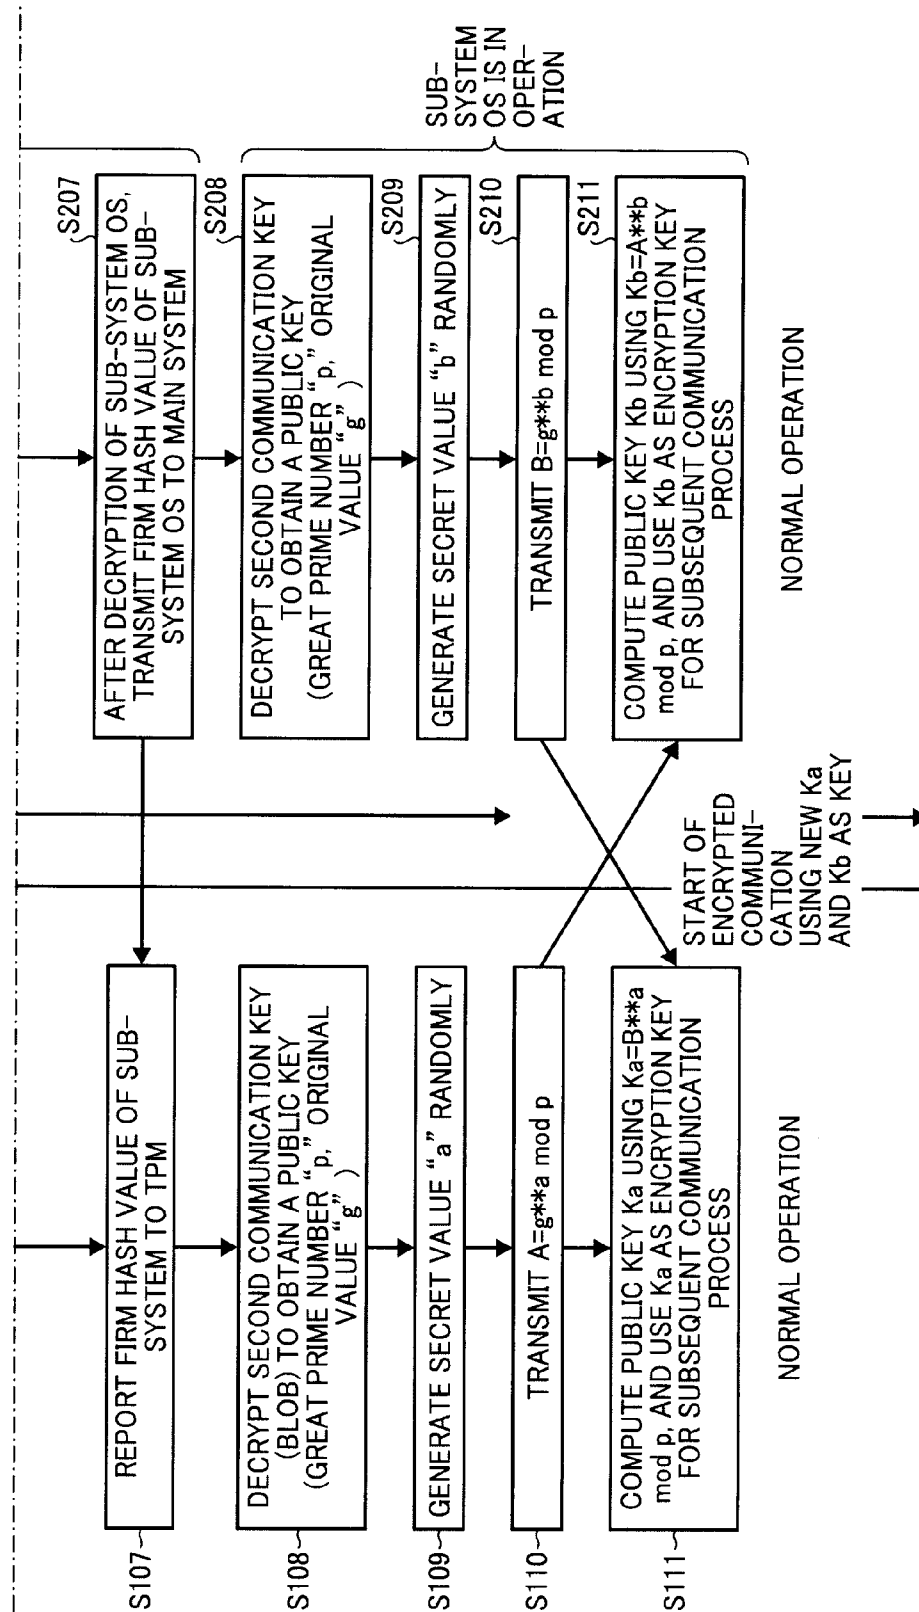 S107
REPORT FIRM HASH VALUE OF SUB-
SYSTEM TO TPM
S108
DECRYPT SECOND COMMUNICATION KEY
(BLOB) TO OBTAIN A PUBLIC KEY
(GREAT PRIME NUMBER “p,” ORIGINAL
VALUE “g”)
S109
GENERATE SECRET VALUE “a” RANDOMLY
S110
TRANSMIT A=g**a mod p
S111
COMPUTE PUBLIC KEY Ka USING Ka=B**a
mod p, AND USE Ka AS ENCRYPTION KEY
FOR SUBSEQUENT COMMUNICATION
PROCESS
NORMAL OPERATION
START OF
ENCRYPTED
COMMUNI-
CATION
USING NEW Ka
AND Kb AS KEY
S207
AFTER DECRYPTION OF SUB-SYSTEM OS,
TRANSMIT FIRM HASH VALUE OF SUB-
SYSTEM OS TO MAIN SYSTEM
S208
DECRYPT SECOND COMMUNICATION KEY
TO OBTAIN A PUBLIC KEY
(GREAT PRIME NUMBER “p,” ORIGINAL
VALUE “g”)
S209
GENERATE SECRET VALUE “b” RANDOMLY
S210
TRANSMIT B=g**b mod p
S211
COMPUTE PUBLIC KEY Kb USING Kb=A**b
mod p, AND USE Kb AS ENCRYPTION KEY
FOR SUBSEQUENT COMMUNICATION
PROCESS
NORMAL OPERATION
SUB-
SYSTEM
OS IS IN
OPER-
ATION